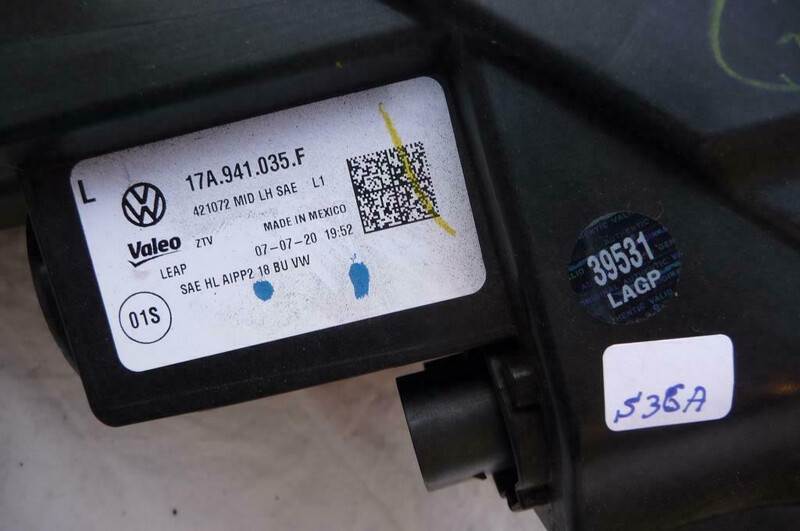 L
17A.941.035.F
421072 MID LH SAE L1
MADE IN MEXICO
Valeo ZTV
07-07-20 19:52
LEAP
SAE HL AIPP2 18 BU VW
01S
39531
LAGP
S36A